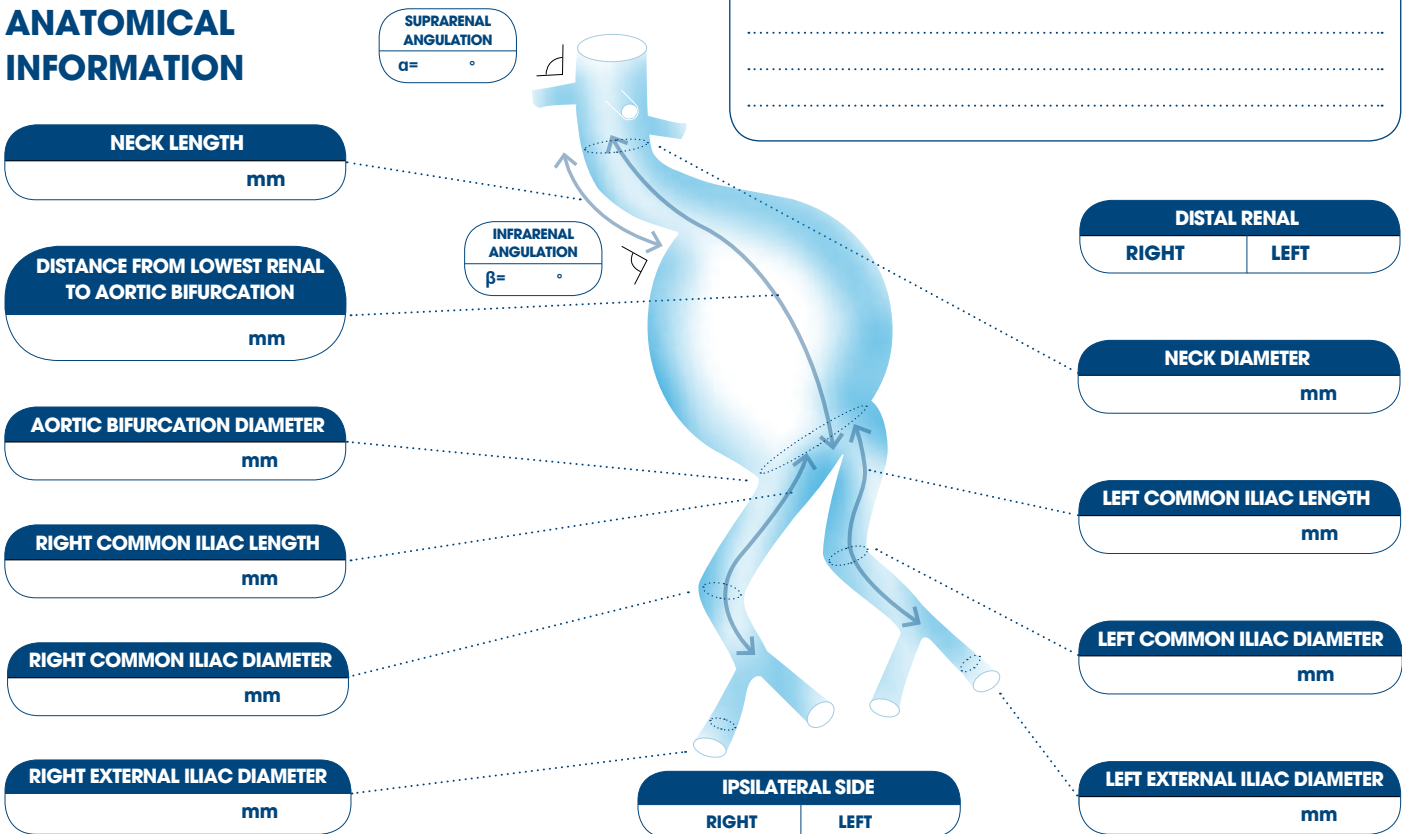 ANATOMICAL
INFORMATION
SUPRARENAL
ANGULATION
α= °
NECK LENGTH
mm
INFRARENAL
ANGULATION
β= °
DISTANCE FROM LOWEST RENAL
TO AORTIC BIFURCATION
mm
AORTIC BIFURCATION DIAMETER
mm
RIGHT COMMON ILIAC LENGTH
mm
RIGHT COMMON ILIAC DIAMETER
mm
RIGHT EXTERNAL ILIAC DIAMETER
mm
IPSILATERAL SIDE
RIGHT LEFT
DISTAL RENAL
RIGHT LEFT
NECK DIAMETER
mm
LEFT COMMON ILIAC LENGTH
mm
LEFT COMMON ILIAC DIAMETER
mm
LEFT EXTERNAL ILIAC DIAMETER
mm